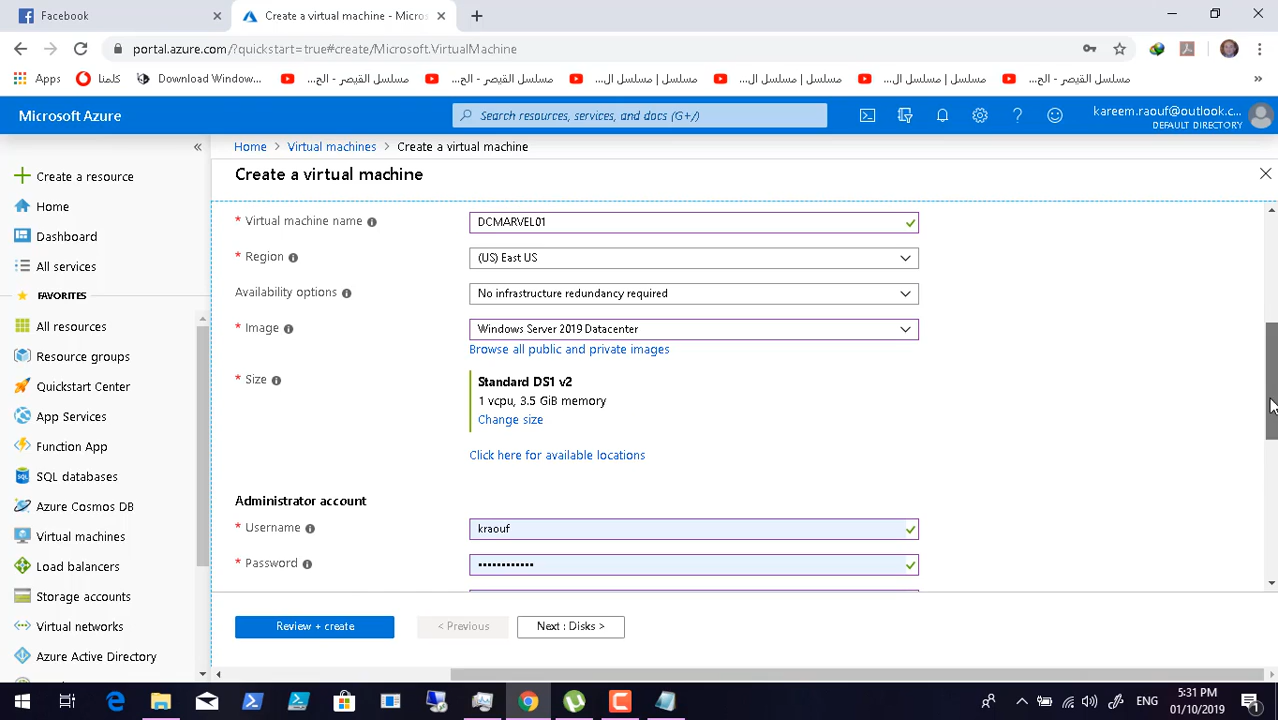 Facebook
Create a virtual machine - Micros
portal.azure.com/?quickstart=true#create/Microsoft.VirtualMachine
Apps
كلمنا
Download Window...
مسلسل القيصر - الح...
مسلسل القيصر - الح...
مسلسل | مسلسل ال...
مسلسل | مسلسل ال...
مسلسل | مسلسل ال...
مسلسل القيصر - الح...
»
Microsoft Azure
Search resources, services, and docs (G+/)
kareem.raouf@outlook.c...
DEFAULT DIRECTORY
«
Home > Virtual machines > Create a virtual machine
Create a virtual machine
Create a resource
Home
Dashboard
All services
FAVORITES
All resources
Resource groups
Quickstart Center
App Services
Function App
SQL databases
Azure Cosmos DB
Virtual machines
Load balancers
Storage accounts
Virtual networks
Azure Active Directory
* Virtual machine name
DCMARVEL01
* Region
(US) East US
Availability options
No infrastructure redundancy required
* Image
Windows Server 2019 Datacenter
Browse all public and private images
* Size
Standard DS1 v2
1 vcpu, 3.5 GiB memory
Change size
Click here for available locations
Administrator account
* Username
kraouf
* Password
••••••••••••
Review + create
< Previous
Next : Disks >
ENG
5:31 PM
01/10/2019
1